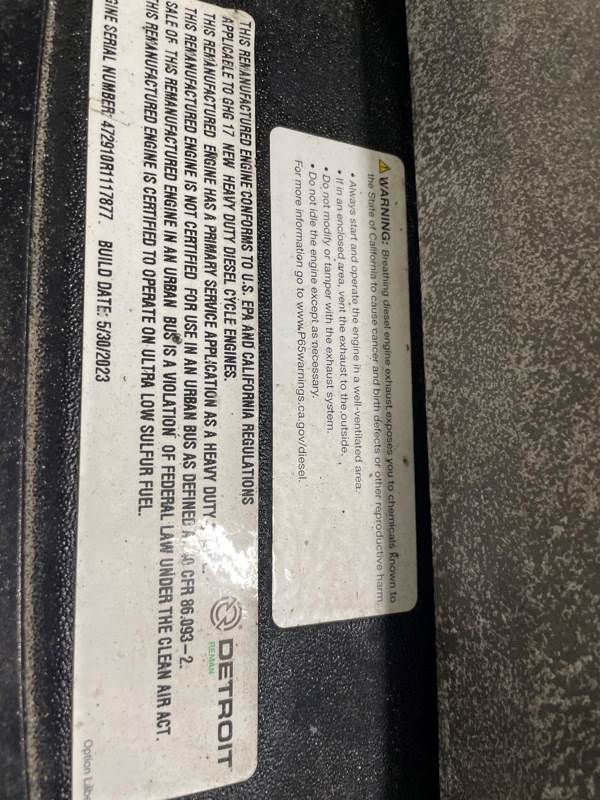 ⚠ WARNING: Breathing diesel engine exhaust exposes you to chemicals known to
the State of California to cause cancer and birth defects or other reproductive harm.
• Always start and operate the engine in a well-ventilated area.
• If in an enclosed area, vent the exhaust to the outside.
• Do not modify or tamper with the exhaust system.
• Do not idle the engine except as necessary.
For more information go to www.P65warnings.ca.gov/diesel.
THIS REMANUFACTURED ENGINE CONFORMS TO U.S. EPA AND CALIFORNIA REGULATIONS
APPLICABLE TO GHG 17 NEW HEAVY DUTY DIESEL CYCLE ENGINES.
THIS REMANUFACTURED ENGINE HAS A PRIMARY SERVICE APPLICATION AS A HEAVY DUTY
THIS REMANUFACTURED ENGINE IS NOT CERTIFIED FOR USE IN AN URBAN BUS AS DEFINED CFR 86.093-2.
SALE OF THIS REMANUFACTURED ENGINE IN AN URBAN BUS IS A VIOLATION OF FEDERAL LAW UNDER THE CLEAN AIR ACT.
THIS REMANUFACTURED ENGINE IS CERTIFIED TO OPERATE ON ULTRA LOW SULFUR FUEL.
GINE SERIAL NUMBER: 472910R1117877 BUILD DATE: 5/30/2023
DETROIT
REMAN
Option Labe